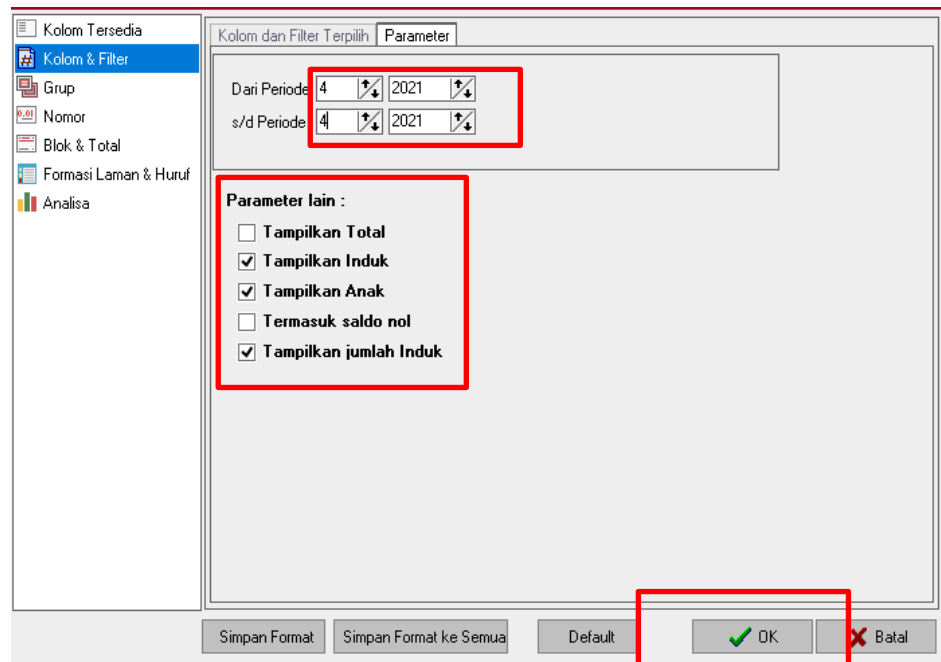 Kolom Tersedia
Kolom & Filter
Grup
0.01 Nomor
Blok & Total
Formasi Laman & Huruf
Analisa
Kolom dan Filter Terpilih Parameter
Dari Periode 4 2021
s/d Periode 4 2021
Parameter lain :
Tampilkan Total
Tampilkan Induk
Tampilkan Anak
Termasuk saldo nol
Tampilkan jumlah Induk
Simpan Format Simpan Format ke Semua Default OK Batal